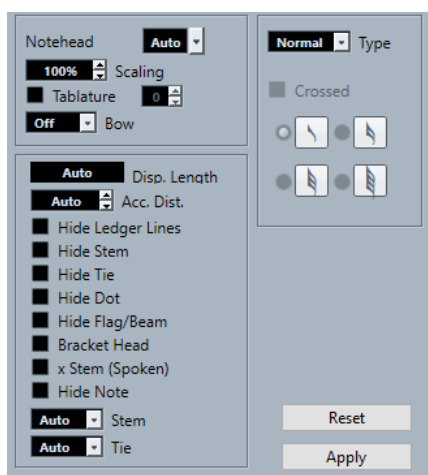 Notehead Auto
100% Scaling
Tablature 0
Off Bow
Auto Disp. Length
Auto Acc. Dist.
Hide Ledger Lines
Hide Stem
Hide Tie
Hide Dot
Hide Flag/Beam
Bracket Head
x Stem (Spoken)
Hide Note
Auto Stem
Auto Tie
Normal Type
Crossed
Reset
Apply